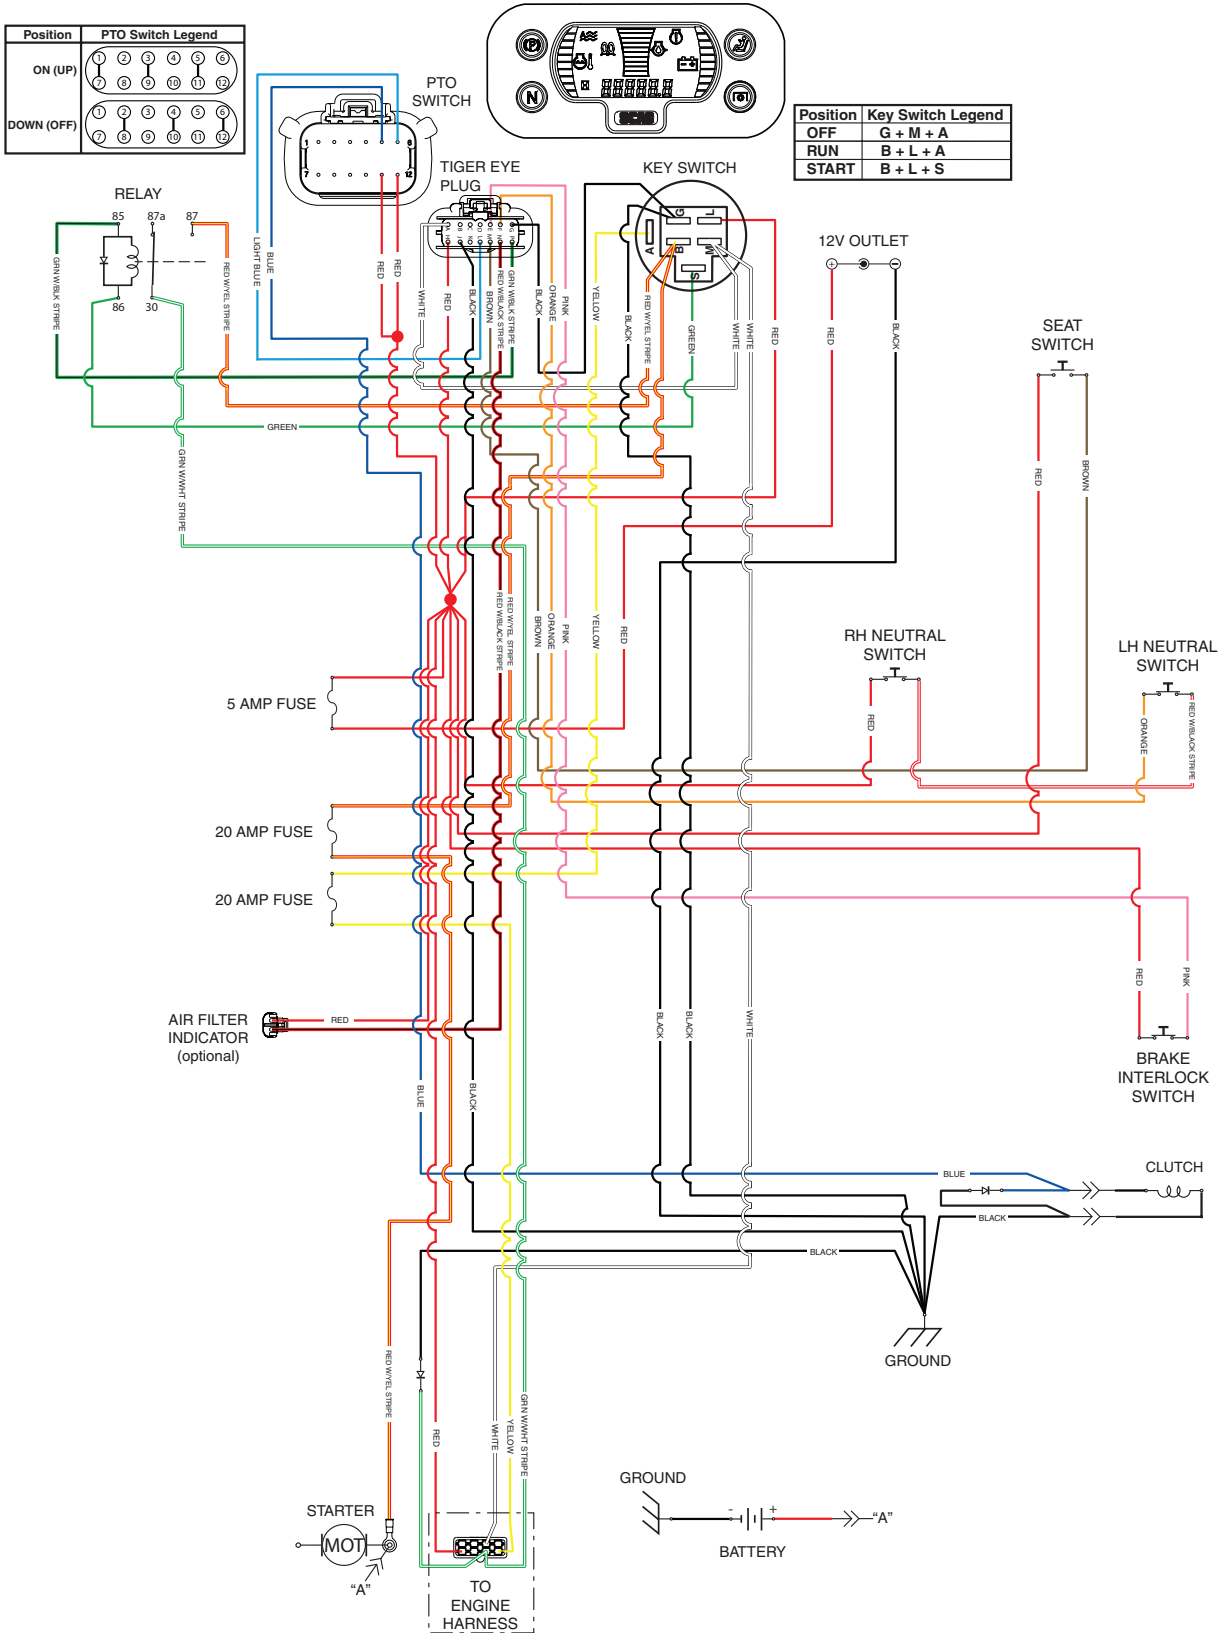 Position PTO Switch Legend
ON (UP)
1 2 3 4 5 6
7 8 9 10 11 12
DOWN (OFF)
1 2 3 4 5 6
7 8 9 10 11 12
PTO
SWITCH
1 6
7 12
N
SCAG
Position Key Switch Legend
OFF G + M + A
RUN B + L + A
START B + L + S
TIGER EYE
PLUG
KEY SWITCH
G L
A B M
S
12V OUTLET
RELAY
85 87a 87
86 30
SEAT
SWITCH
GRN W/BLK STRIPE
RED W/YEL STRIPE
LIGHT BLUE
BLUE
RED
RED
WHITE
RED
BLACK
BROWN
RED W/BLACK STRIPE
GRN W/BLK STRIPE
BLACK
ORANGE
PINK
YELLOW
BLACK
RED W/YEL STRIPE
GREEN
WHITE
WHITE
RED
RED
BLACK
GREEN
GRN W/WHT STRIPE
RED
BROWN
RED W/BLACK STRIPE
RED W/YEL STRIPE
BROWN
ORANGE
PINK
YELLOW
RED
RH NEUTRAL
SWITCH
LH NEUTRAL
SWITCH
5 AMP FUSE
RED
ORANGE
RED W/BLACK STRIPE
20 AMP FUSE
20 AMP FUSE
WHITE
RED
PINK
AIR FILTER
INDICATOR
(optional)
RED
BLACK
BLACK
WHITE
BRAKE
INTERLOCK
SWITCH
BLUE
BLACK
BLUE
CLUTCH
BLACK
BLACK
GROUND
RED W/YEL STRIPE
RED
WHITE
YELLOW
GRN W/WHT STRIPE
GROUND
- +
"A"
BATTERY
STARTER
MOT
"A"
TO
ENGINE
HARNESS